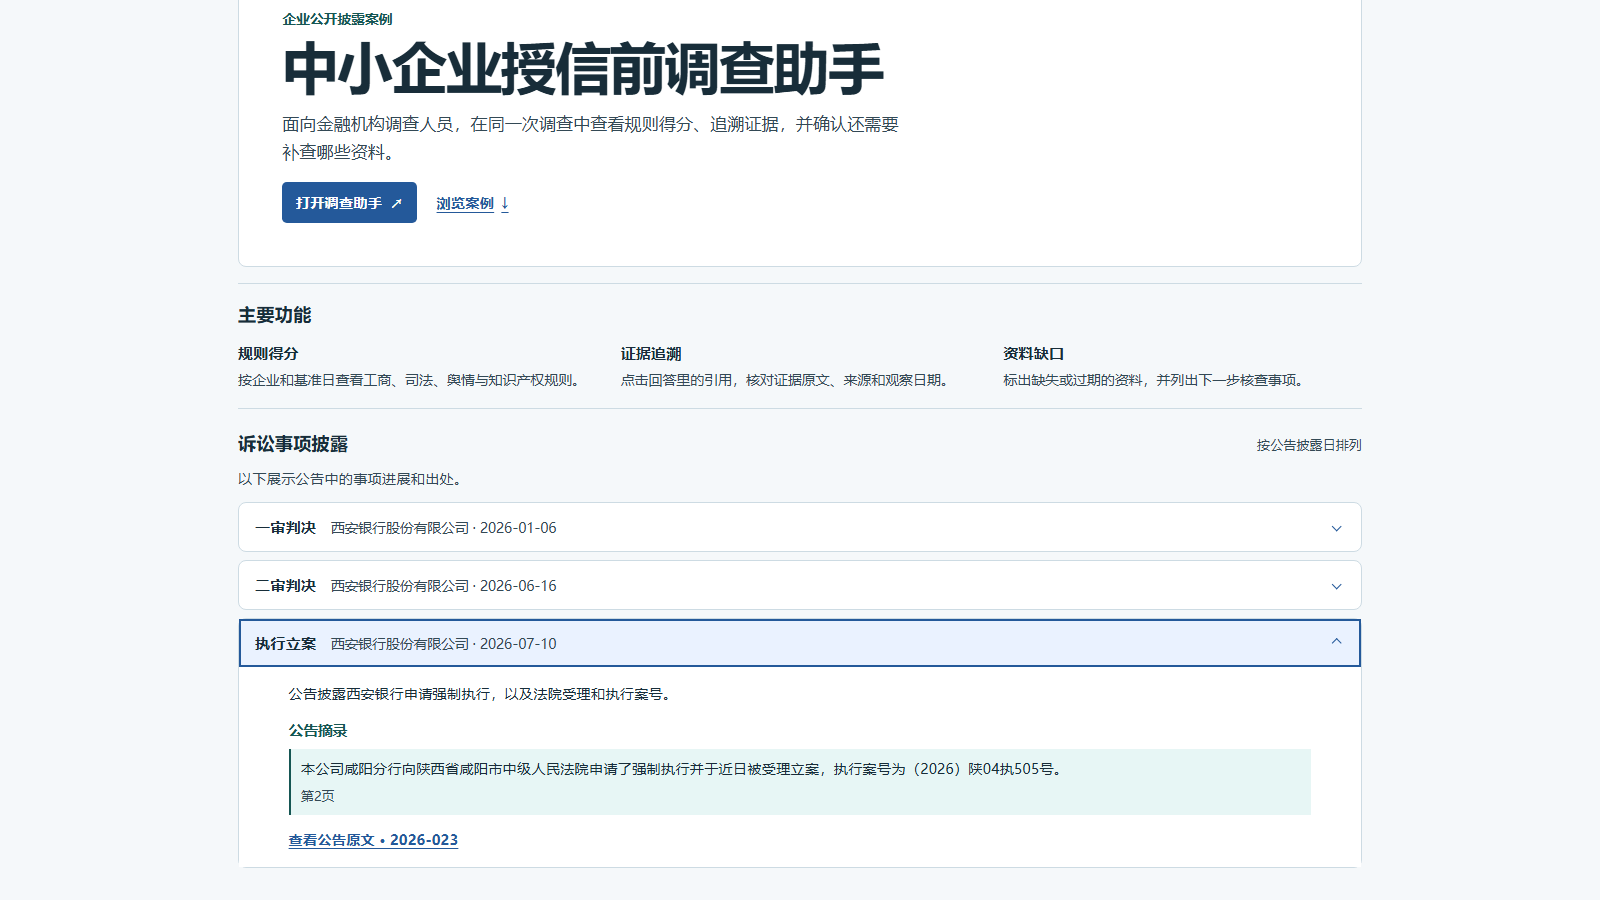 企业公开披露案例
中小企业授信前调查助手
面向金融机构调查人员，在同一次调查中查看规则得分、追溯证据，并确认还需要
补查哪些资料。
打开调查助手 ↗ 浏览案例 ↓
主要功能
规则得分
按企业和基准日查看工商、司法、舆情与知识产权规则。
证据追溯
点击回答里的引用，核对证据原文、来源和观察日期。
资料缺口
标出缺失或过期的资料，并列出下一步核查事项。
诉讼事项披露
按公告披露日排列
以下展示公告中的事项进展和出处。
一审判决 西安银行股份有限公司 · 2026-01-06
二审判决 西安银行股份有限公司 · 2026-06-16
执行立案 西安银行股份有限公司 · 2026-07-10
公告披露西安银行申请强制执行，以及法院受理和执行案号。
公告摘录
本公司咸阳分行向陕西省咸阳市中级人民法院申请了强制执行并于近日被受理立案，执行案号为（2026）陕04执505号。
第2页
查看公告原文 • 2026-023